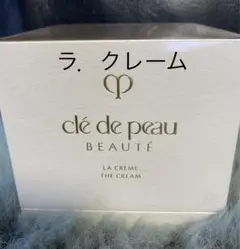 ラ．クレーム
clé de peau
BEAUTÉ
LA CRÈME
THE CREAM